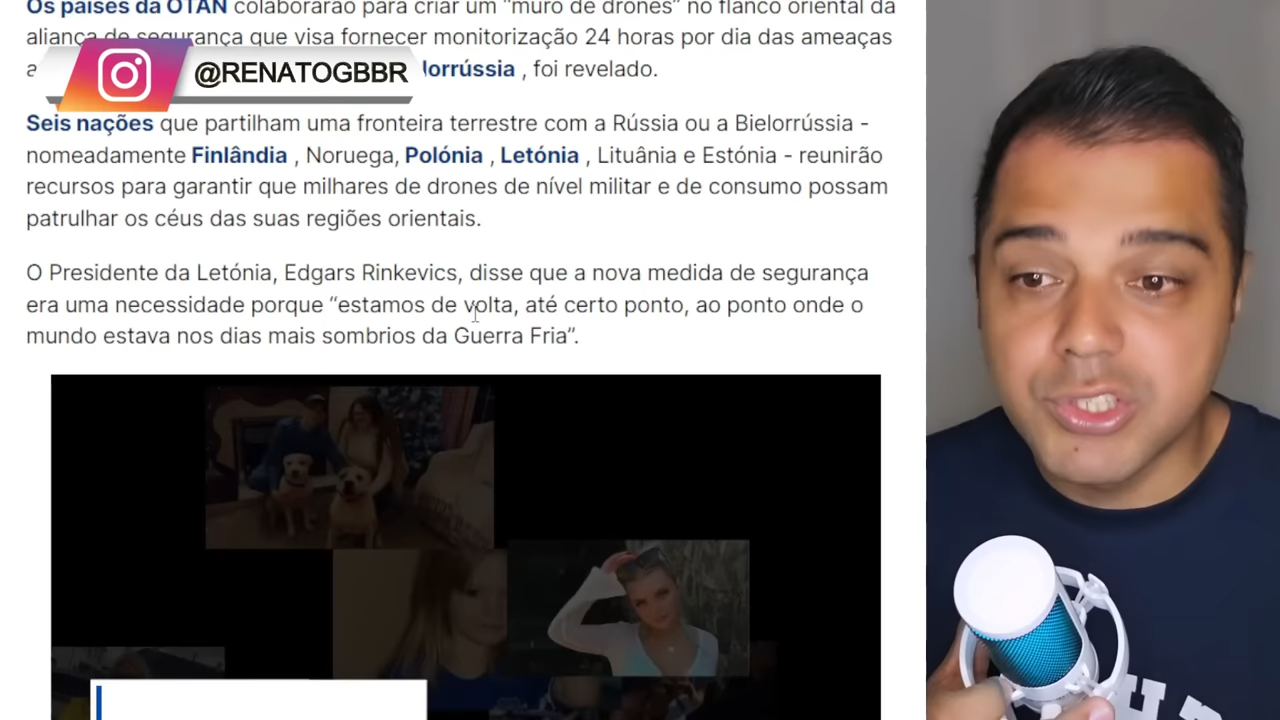 Os países da OTAN colaborarão para criar um "muro de drones" no flanco oriental da
aliança de segurança que visa fornecer monitorização 24 horas por dia das ameaças
@RENATOGBBR
lorrússia , foi revelado.
Seis nações que partilham uma fronteira terrestre com a Rússia ou a Bielorrússia -
nomeadamente Finlândia , Noruega, Polónia , Letónia , Lituânia e Estónia - reunirão
recursos para garantir que milhares de drones de nível militar e de consumo possam
patrulhar os céus das suas regiões orientais.
O Presidente da Letónia, Edgars Rinkevics, disse que a nova medida de segurança
era uma necessidade porque “estamos de volta, até certo ponto, ao ponto onde o
mundo estava nos dias mais sombrios da Guerra Fria”.